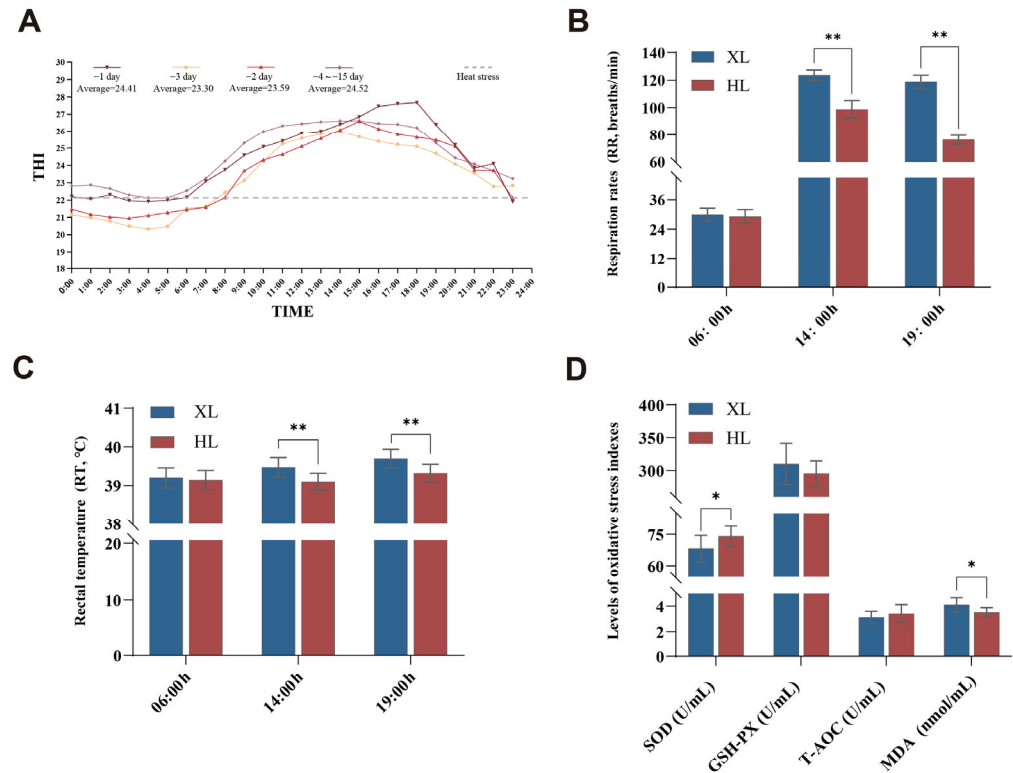 A
−1 day
Average=24.41
−3 day
Average=23.30
−2 day
Average=23.59
−4～−15 day
Average=24.52
Heat stress
THI
30
29
28
27
26
25
24
23
22
21
20
19
18
0:00
1:00
2:00
3:00
4:00
5:00
6:00
7:00
8:00
9:00
10:00
11:00
12:00
13:00
14:00
15:00
16:00
17:00
18:00
19:00
20:00
21:00
22:00
23:00
24:00
TIME
B
Respiration rates (RR, breaths/min)
XL
HL
140
120
100
80
60
36
24
12
0
**
**
06: 00h
14: 00h
19: 00h
C
Rectal temperature (RT, °C)
XL
HL
41
40
39
38
20
10
0
**
**
06:00h
14:00h
19:00h
D
Levels of oxidative stress indexes
XL
HL
400
350
300
75
60
4
2
0
*
*
SOD (U/mL)
GSH-PX (U/mL)
T-AOC (U/mL)
MDA (nmol/mL)